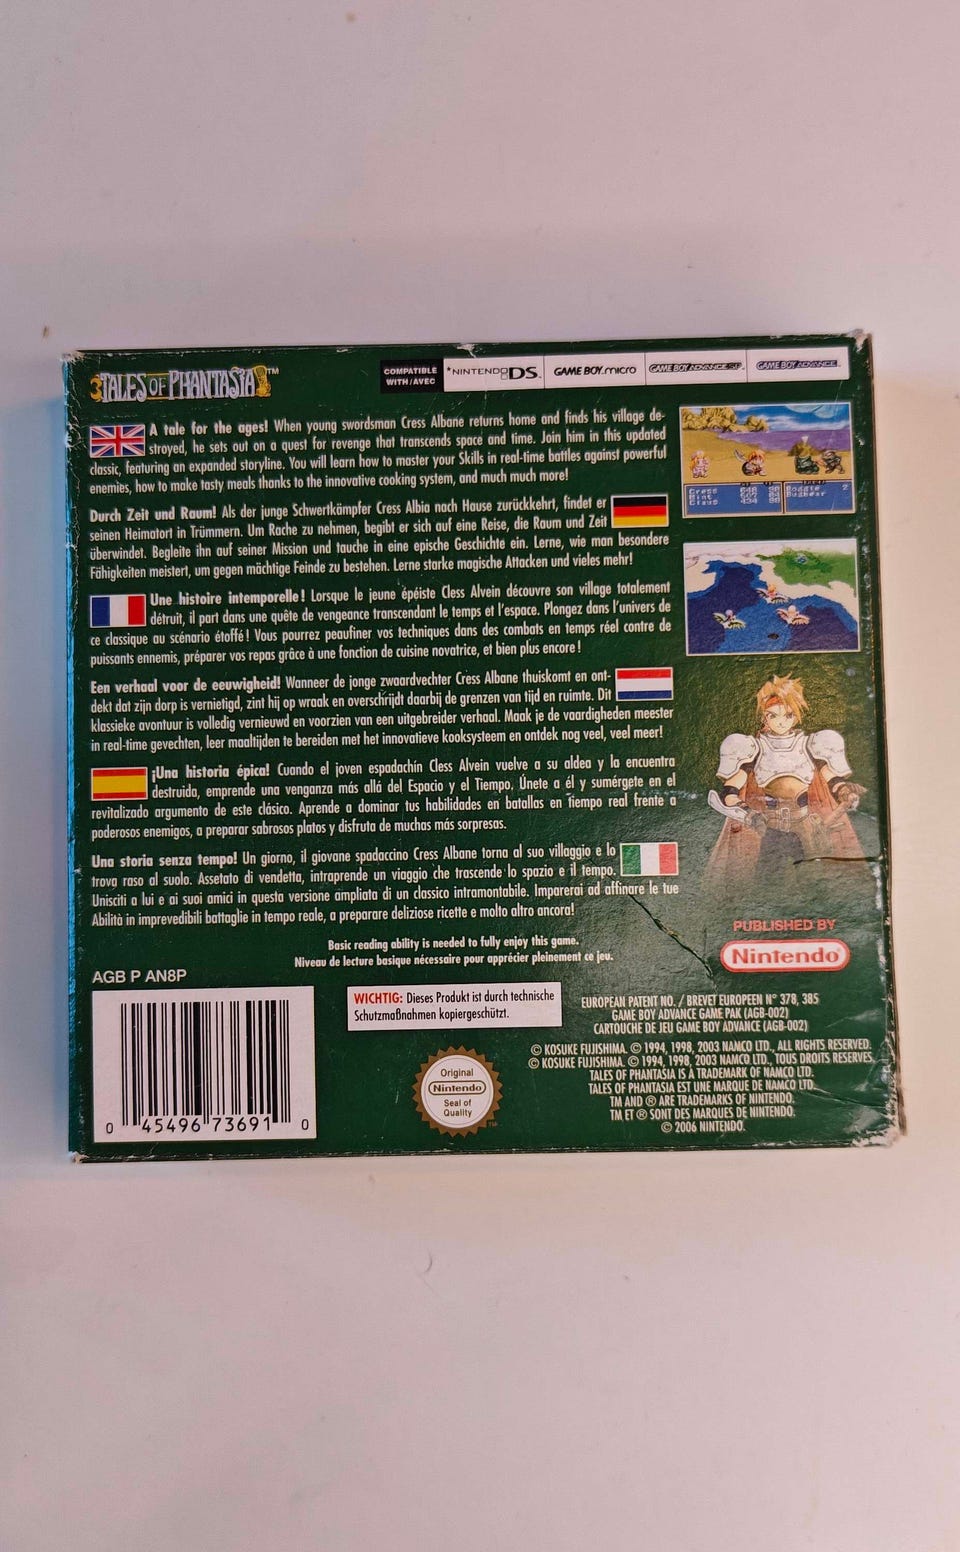 TALES OF PHANTASIA™
COMPATIBLE
WITH/AVEC
NINTENDO DS
GAME BOY micro
GAME BOY ADVANCE SP
GAME BOY ADVANCE
A tale for the ages! When young swordsman Cress Albane returns home and finds his village de-
stroyed, he sets out on a quest for revenge that transcends space and time. Join him in this updated
classic, featuring an expanded storyline. You will learn how to master your Skills in real-time battles against powerful
enemies, how to make tasty meals thanks to the innovative cooking system, and much much more!
Durch Zeit und Raum! Als der junge Schwertkämpfer Cress Albia nach Hause zurückkehrt, findet er
seinen Heimatort in Trümmern. Um Rache zu nehmen, begibt er sich auf eine Reise, die Raum und Zeit
überwindet. Begleite ihn auf seiner Mission und tauche in eine epische Geschichte ein. Lerne, wie man besondere
Fähigkeiten meistert, um gegen mächtige Feinde zu bestehen. Lerne starke magische Attacken und vieles mehr!
Une histoire intemporelle ! Lorsque le jeune épéiste Cless Alvein découvre son village totalement
détruit, il part dans une quête de vengeance transcendant le temps et l'espace. Plongez dans l'univers de
ce classique au scénario étoffé ! Vous pourrez peaufiner vos techniques dans des combats en temps réel contre de
puissants ennemis, préparer vos repas grâce à une fonction de cuisine novatrice, et bien plus encore !
Een verhaal voor de eeuwigheid! Wanneer de jonge zwaardvechter Cress Albane thuiskomt en ont-
dekt dat zijn dorp is vernietigd, zint hij op wraak en overschrijdt daarbij de grenzen van tijd en ruimte. Dit
klassieke avontuur is volledig vernieuwd en voorzien van een uitgebreider verhaal. Maak je de vaardigheden meester
in real-time gevechten, leer maaltijden te bereiden met het innovatieve kooksysteem en ontdek nog veel, veel meer!
¡Una historia épica! Cuando el joven espadachín Cless Alvein vuelve a su aldea y la encuentra
destruida, emprende una venganza más allá del Espacio y el Tiempo. Únete a él y sumérgete en el
revitalizado argumento de este clásico. Aprende a dominar tus habilidades en batallas en tiempo real frente a
poderosos enemigos, a preparar sabrosos platos y disfruta de muchas más sorpresas.
Una storia senza tempo! Un giorno, il giovane spadaccino Cress Albane torna al suo villaggio e lo
trova raso al suolo. Assetato di vendetta, intraprende un viaggio che trascende lo spazio e il tempo.
Unisciti a lui e ai suoi amici in questa versione ampliata di un classico intramontabile. Imparerai ad affinare le tue
Abilità in imprevedibili battaglie in tempo reale, a preparare deliziose ricette e molto altro ancora!
Basic reading ability is needed to fully enjoy this game.
Niveau de lecture basique nécessaire pour apprécier pleinement ce jeu.
Cress
Mint
Claus
PUBLISHED BY
Nintendo
AGB P AN8P
0 45496 73691 0
WICHTIG: Dieses Produkt ist durch technische
Schutzmaßnahmen kopiergeschützt.
Original
Nintendo
Seal of
Quality
EUROPEAN PATENT NO. / BREVET EUROPEEN N° 378, 385
GAME BOY ADVANCE GAME PAK (AGB-002)
CARTOUCHE DE JEU GAME BOY ADVANCE (AGB-002)
© KOSUKE FUJISHIMA. © 1994, 1998, 2003 NAMCO LTD., ALL RIGHTS RESERVED.
© KOSUKE FUJISHIMA. © 1994, 1998, 2003 NAMCO LTD., TOUS DROITS RESERVES.
TALES OF PHANTASIA IS A TRADEMARK OF NAMCO LTD.
TALES OF PHANTASIA EST UNE MARQUE DE NAMCO LTD.
TM AND ® ARE TRADEMARKS OF NINTENDO.
TM ET ® SONT DES MARQUES DE NINTENDO.
© 2006 NINTENDO.